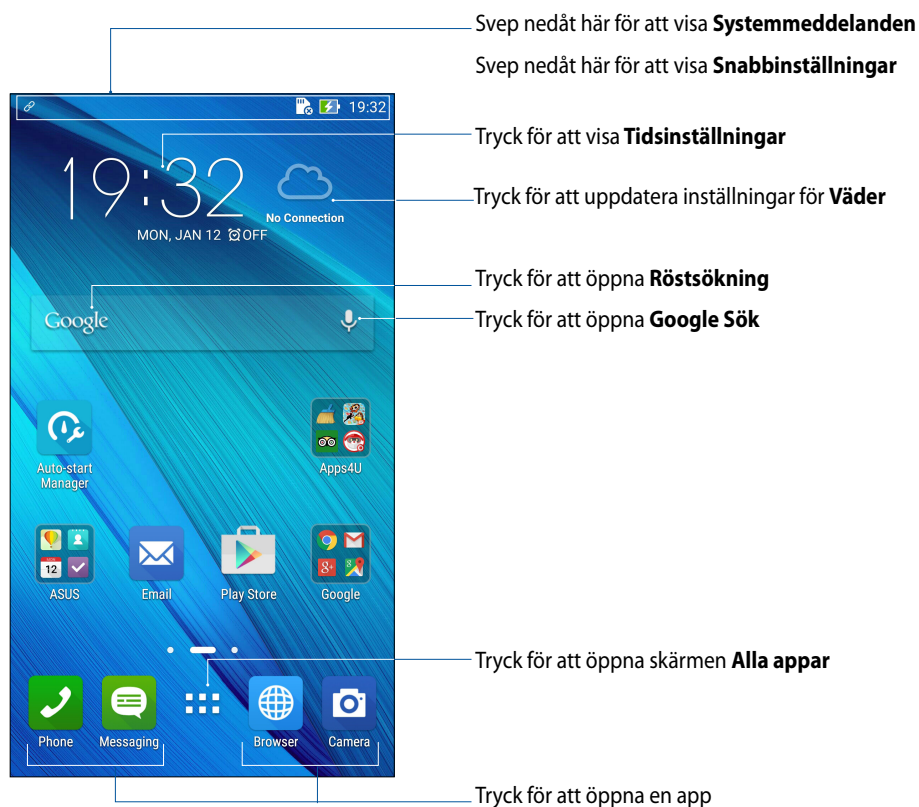 Svep nedåt här för att visa Systemmeddelanden
Svep nedåt här för att visa Snabbinställningar
19:32
Tryck för att visa Tidsinställningar
19:32
No Connection
MON, JAN 12 OFF
Tryck för att uppdatera inställningar för Väder
Tryck för att öppna Röstsökning
Google
Tryck för att öppna Google Sök
Auto-start
Manager
Apps4U
12
8+
ASUS
Email
Play Store
Google
Tryck för att öppna skärmen Alla appar
Phone
Messaging
Browser
Camera
Tryck för att öppna en app